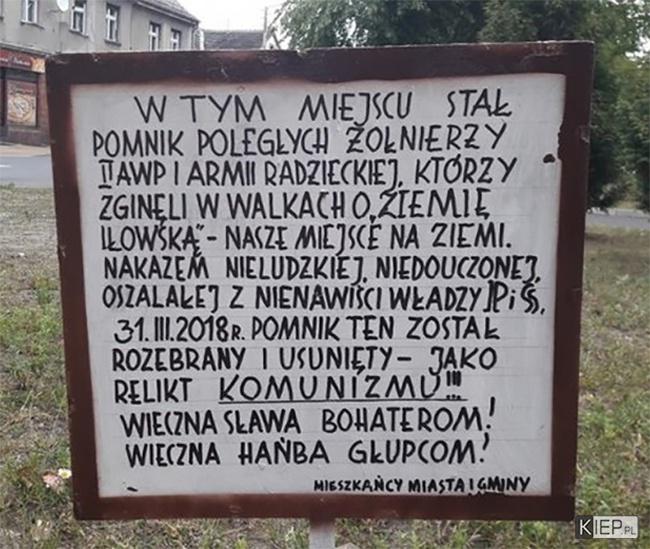 W TYM MIEJSCU STAŁ
POMNIK POLEGŁYCH ŻOŁNIERZY
II AWP I ARMII RADZIECKIEJ, KTÓRZY
ZGINĘLI W WALKACH O „ZIEMIĘ
IŁOWSKĄ" - NASZE MIEJSCE NA ZIEMI.
NAKAZEM NIELUDZKIEJ, NIEDOUCZONEJ,
OSZALAŁEJ Z NIENAWIŚCI WŁADZY PiS,
31.III.2018R. POMNIK TEN ZOSTAŁ
ROZEBRANY I USUNIĘTY - JAKO
RELIKT KOMUNIZMU!!!
WIECZNA SŁAWA BOHATEROM!
WIECZNA HAŃBA GŁUPCOM!
MIESZKAŃCY MIASTA I GMINY
KIEP.PL